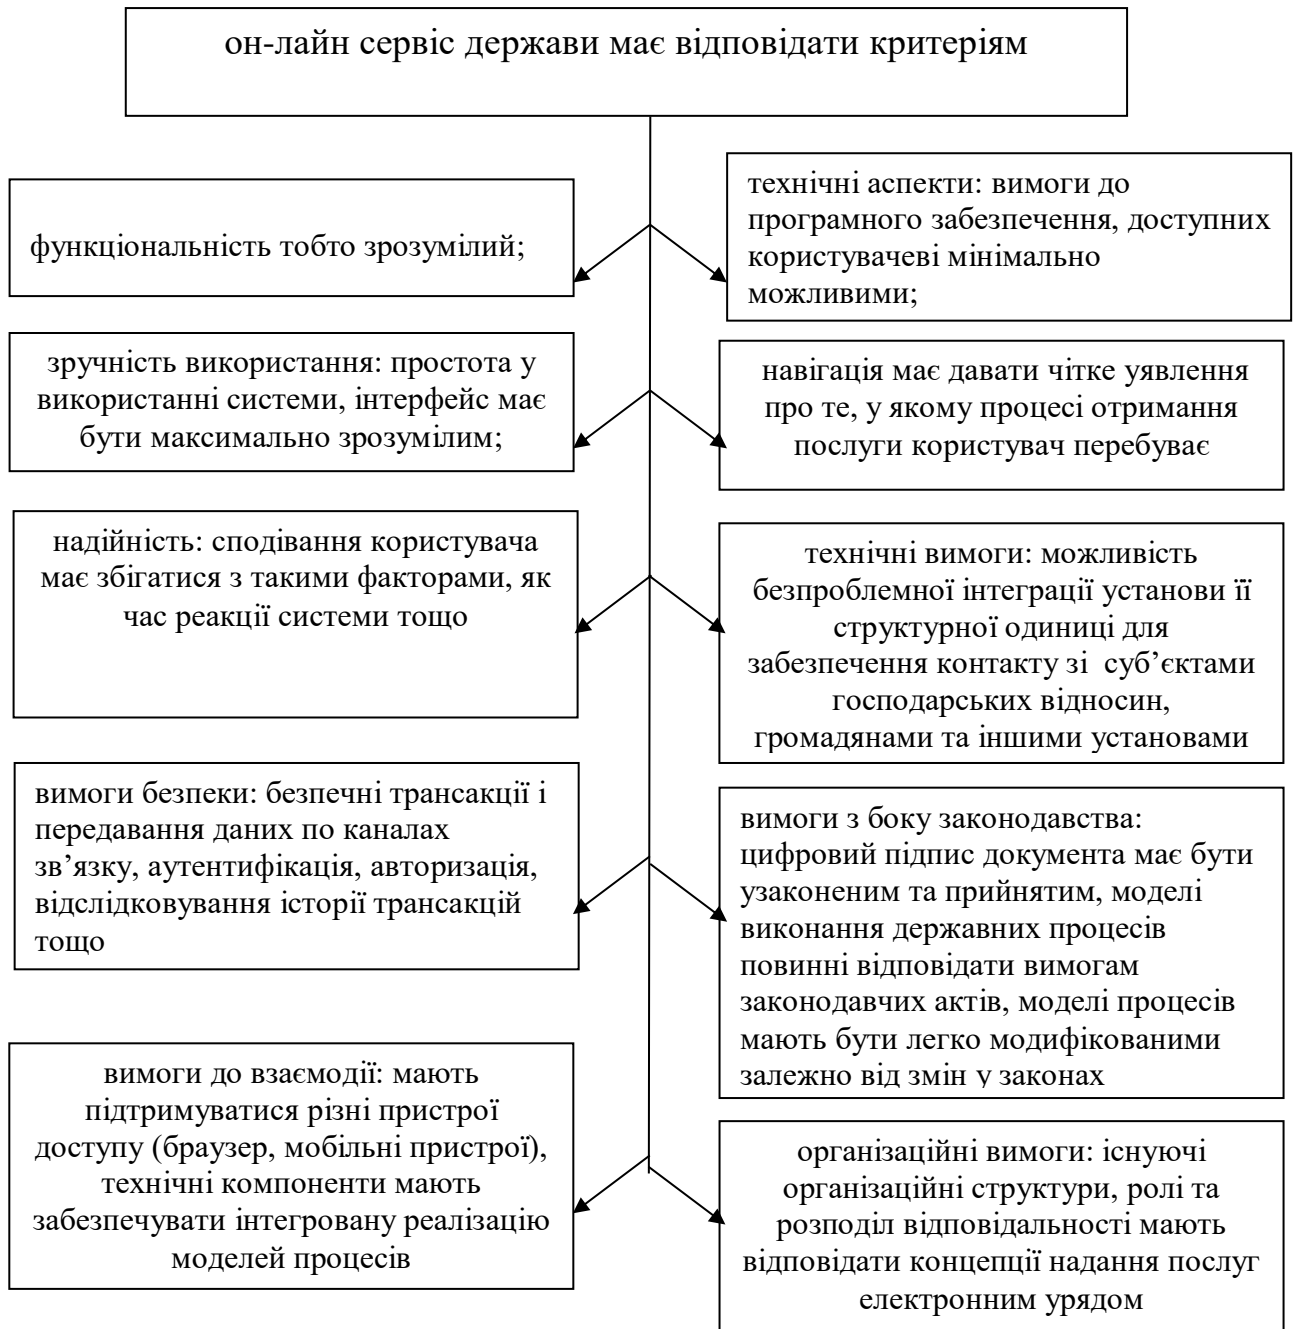 он-лайн сервіс держави має відповідати критеріям
функціональність тобто зрозумілий;
технічні аспекти: вимоги до
програмного забезпечення, доступних
користувачеві мінімально
можливими;
зручність використання: простота у
використанні системи, інтерфейс має
бути максимально зрозумілим;
навігація має давати чітке уявлення
про те, у якому процесі отримання
послуги користувач перебуває
надійність: сподівання користувача
має збігатися з такими факторами, як
час реакції системи тощо
технічні вимоги: можливість
безпроблемної інтеграції установи її
структурної одиниці для
забезпечення контакту зі суб’єктами
господарських відносин,
громадянами та іншими установами
вимоги безпеки: безпечні трансакції і
передавання даних по каналах
зв’язку, аутентифікація, авторизація,
відслідковування історії трансакцій
тощо
вимоги з боку законодавства:
цифровий підпис документа має бути
узаконеним та прийнятим, моделі
виконання державних процесів
повинні відповідати вимогам
законодавчих актів, моделі процесів
мають бути легко модифікованими
залежно від змін у законах
вимоги до взаємодії: мають
підтримуватися різні пристрої
доступу (браузер, мобільні пристрої),
технічні компоненти мають
забезпечувати інтегровану реалізацію
моделей процесів
організаційні вимоги: існуючі
організаційні структури, ролі та
розподіл відповідальності мають
відповідати концепції надання послуг
електронним урядом